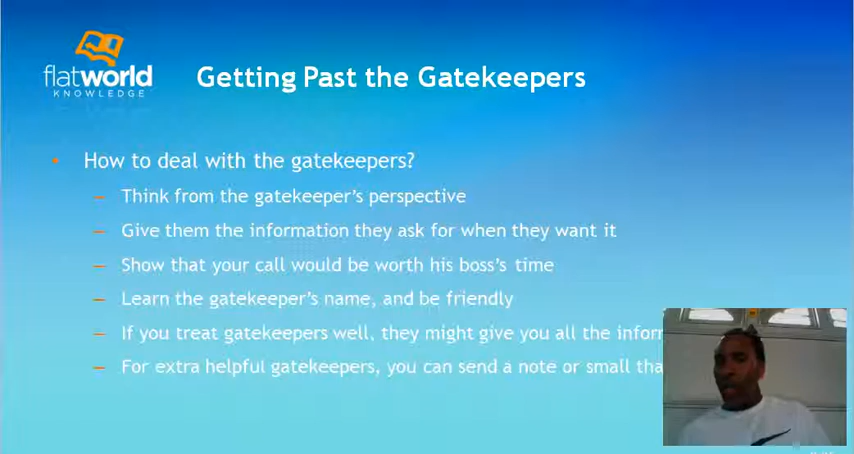 flatworld
KNOWLEDGE
Getting Past the Gatekeepers
• How to deal with the gatekeepers?
– Think from the gatekeeper's perspective
– Give them the information they ask for when they want it
– Show that your call would be worth his boss's time
– Learn the gatekeeper's name, and be friendly
– If you treat gatekeepers well, they might give you all the infor
– For extra helpful gatekeepers, you can send a note or small tha